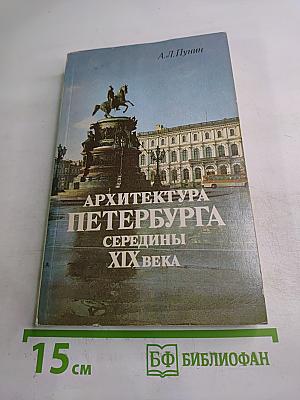 А.Л.Пунин
АРХИТЕКТУРА
ПЕТЕРБУРГА
СЕРЕДИНЫ
XIX ВЕКА
15 см
БФ БИБЛИОФАН